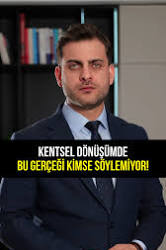 KENTSEL DÖNÜŞÜMDE
BU GERÇEĞİ KİMSE SÖYLEMİYOR!